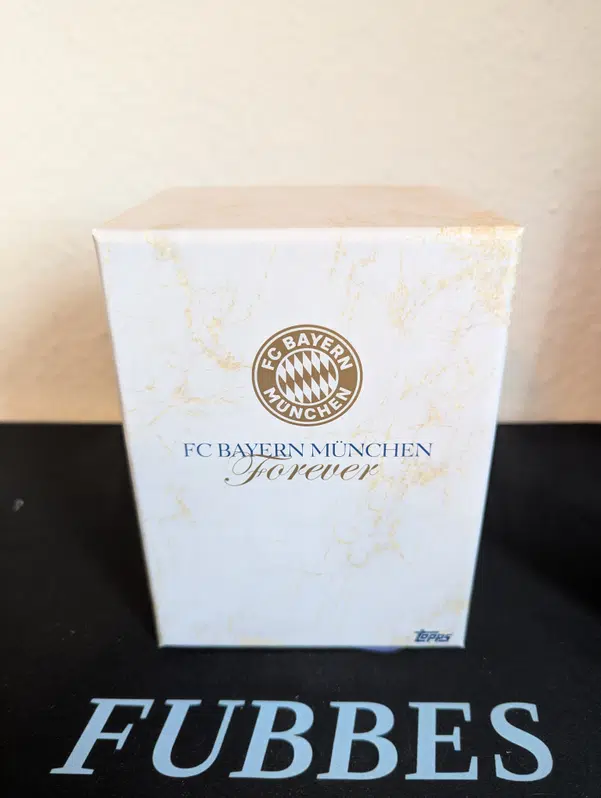 FC BAYERN
MÜNCHEN
FC BAYERN MÜNCHEN
Forever
topps
FUBBES